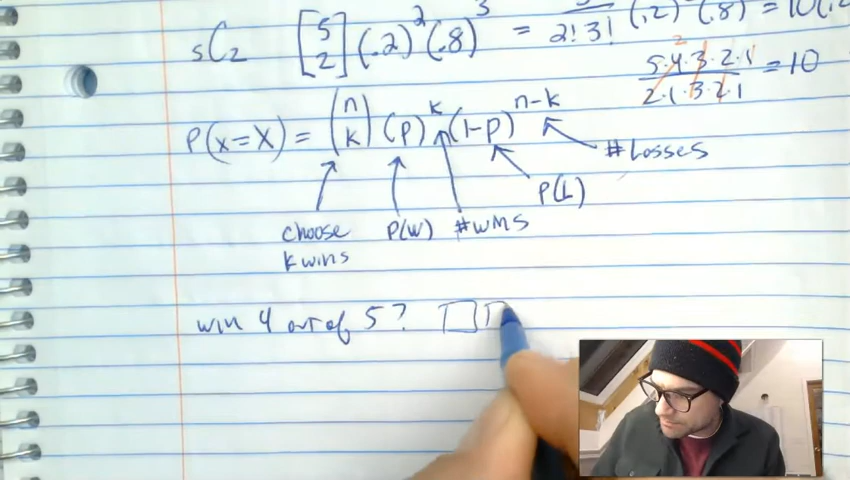 5C2 [5 2] (.2)^2 (.8)^3 = 5 / 2! 3! (.2) (.8) = 10(.2
5·4·3·2·1 / 2·1·3·2·1 = 10
P(x=X) = (n k) (p)^k (1-p)^n-k
#Losses
P(L)
choose P(W) #wins
k wins
win 4 out of 5?